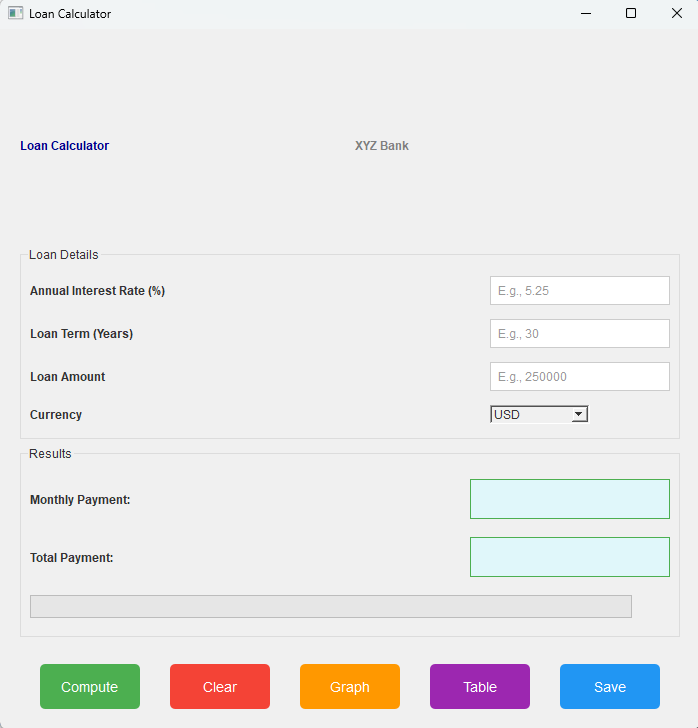 Loan Calculator
Loan Calculator XYZ Bank
Loan Details
Annual Interest Rate (%) E.g., 5.25
Loan Term (Years) E.g., 30
Loan Amount E.g., 250000
Currency USD
Results
Monthly Payment:
Total Payment:
Compute Clear Graph Table Save